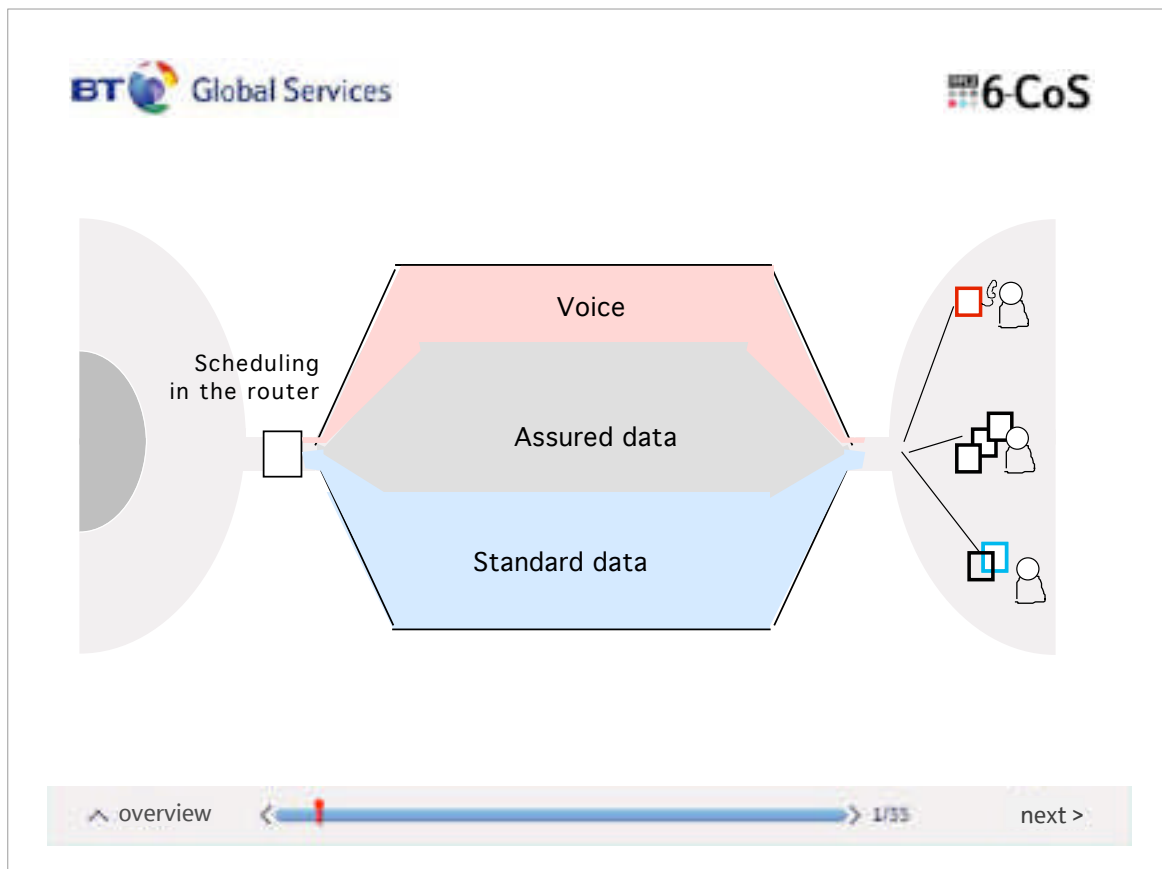 BT Global Services
6-CoS
Voice
Scheduling
in the router
Assured data
Standard data
overview
1/35
next >